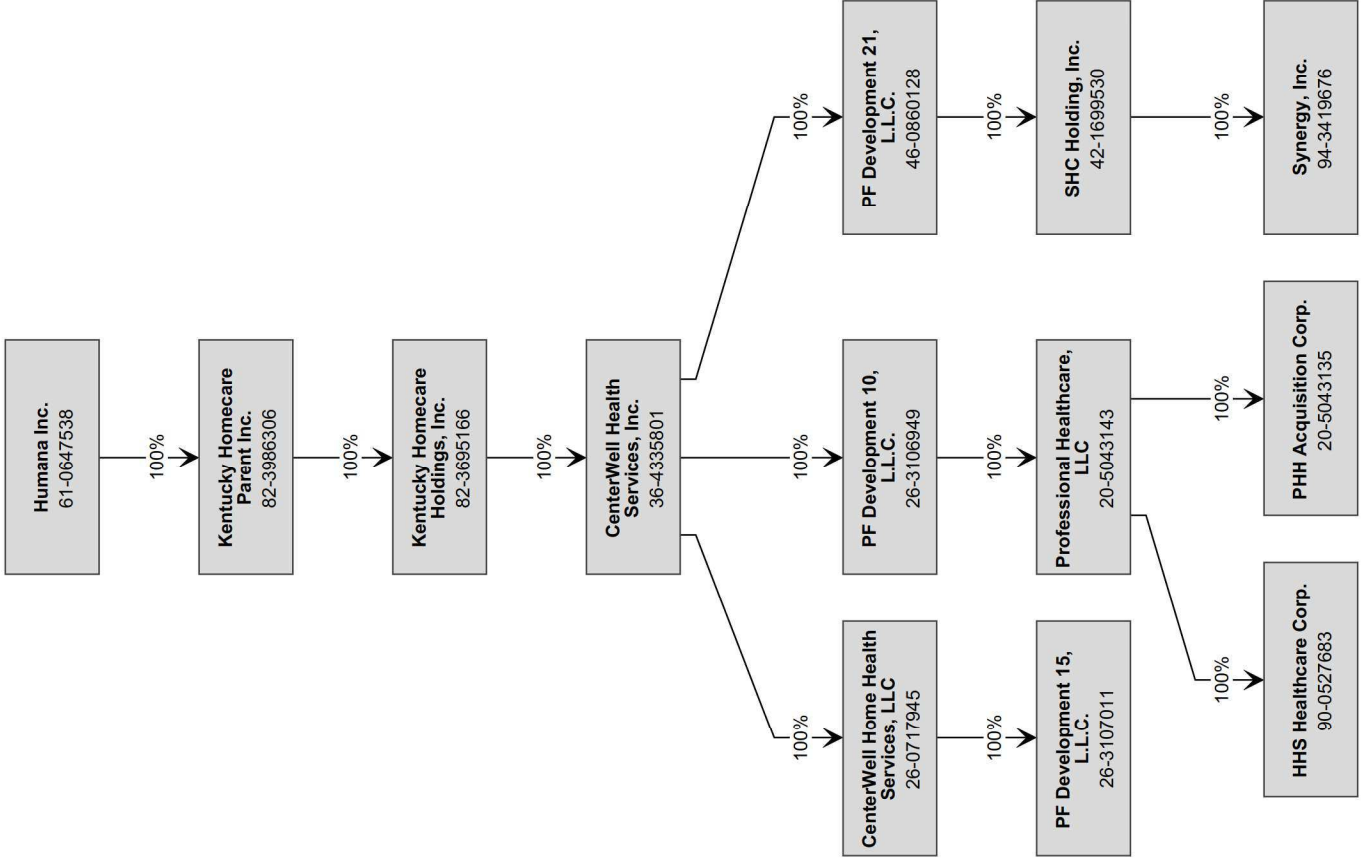 Humana Inc.
61-0647538
100%
Kentucky Homecare
Parent Inc.
82-3986306
100%
Kentucky Homecare
Holdings, Inc.
82-3695166
100%
CenterWell Health
Services, Inc.
36-4335801
100%
100%
100%
CenterWell Home Health
Services, LLC
26-0717945
PF Development 10,
L.L.C.
26-3106949
PF Development 21,
L.L.C.
46-0860128
100%
100%
100%
PF Development 15,
L.L.C.
26-3107011
Professional Healthcare,
LLC
20-5043143
SHC Holding, Inc.
42-1699530
100%
100%
100%
HHS Healthcare Corp.
90-0527683
PHH Acquisition Corp.
20-5043135
Synergy, Inc.
94-3419676